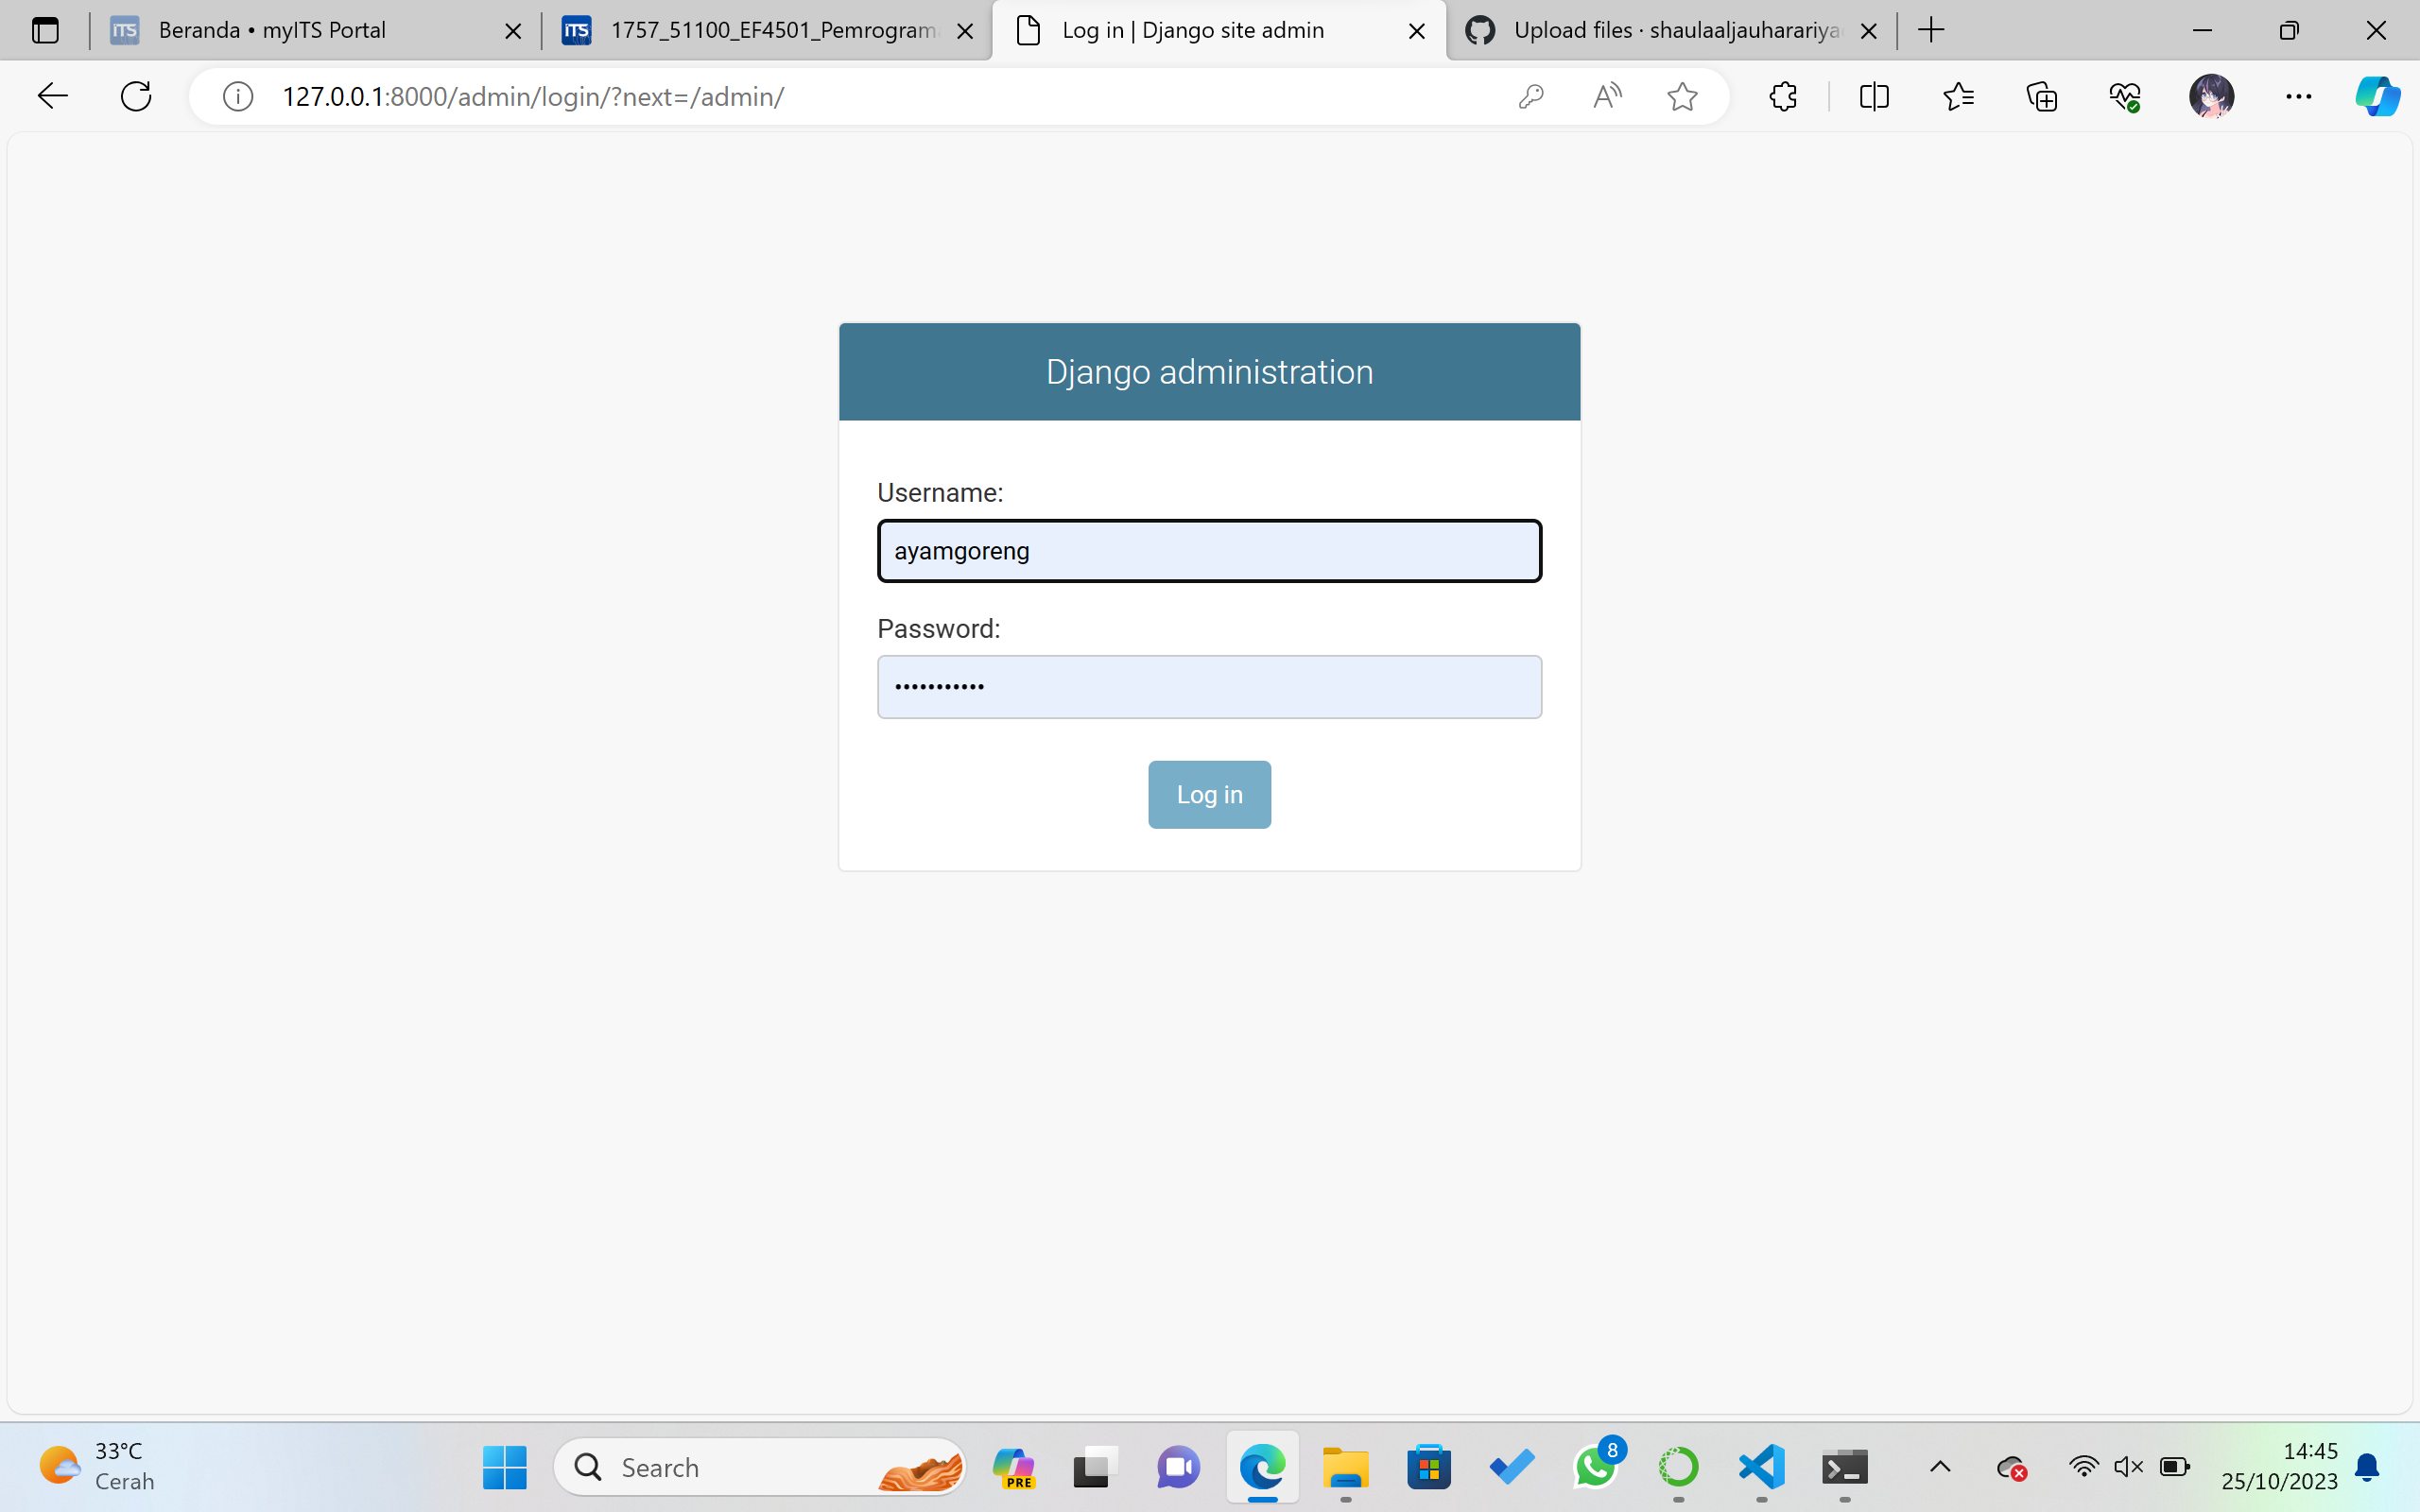 Beranda • myITS Portal
1757_51100_EF4501_Pemrogram
Log in | Django site admin
Upload files · shaulaaljauharariya
127.0.0.1:8000/admin/login/?next=/admin/
Django administration
Username:
ayamgoreng
Password:
•••••••••••
Log in
33°C
Cerah
Search
PRE
8
14:45
25/10/2023